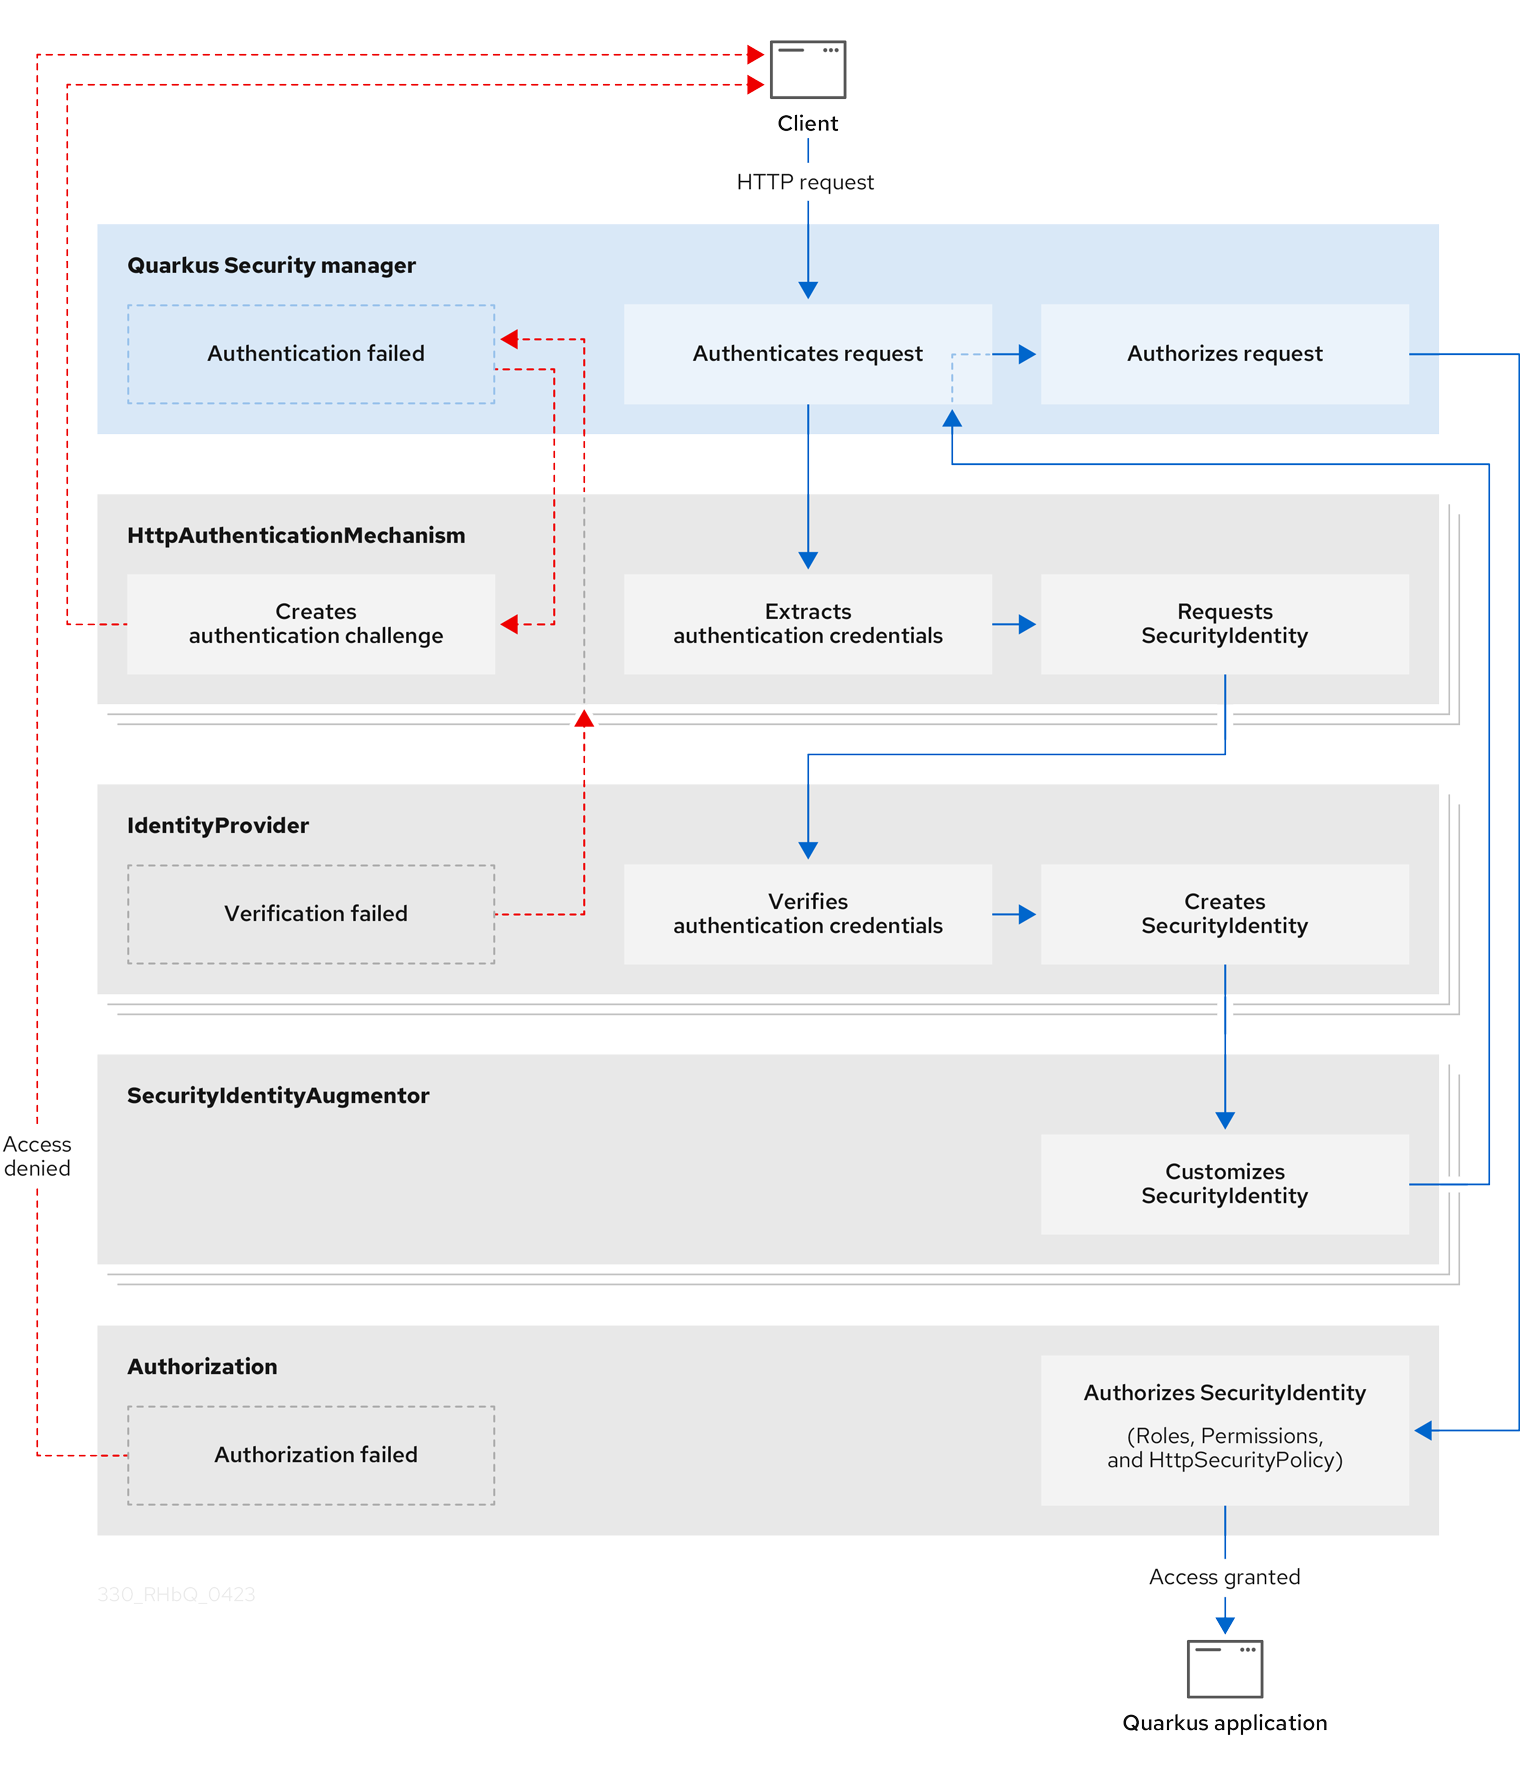 Client
HTTP request
Quarkus Security manager
Authentication failed
Authenticates request
Authorizes request
HttpAuthenticationMechanism
Creates
authentication challenge
Extracts
authentication credentials
Requests
SecurityIdentity
IdentityProvider
Verification failed
Verifies
authentication credentials
Creates
SecurityIdentity
SecurityIdentityAugmentor
Access
denied
Customizes
SecurityIdentity
Authorization
Authorization failed
Authorizes SecurityIdentity
(Roles, Permissions,
and HttpSecurityPolicy)
Access granted
330_RHbQ_0423
Quarkus application